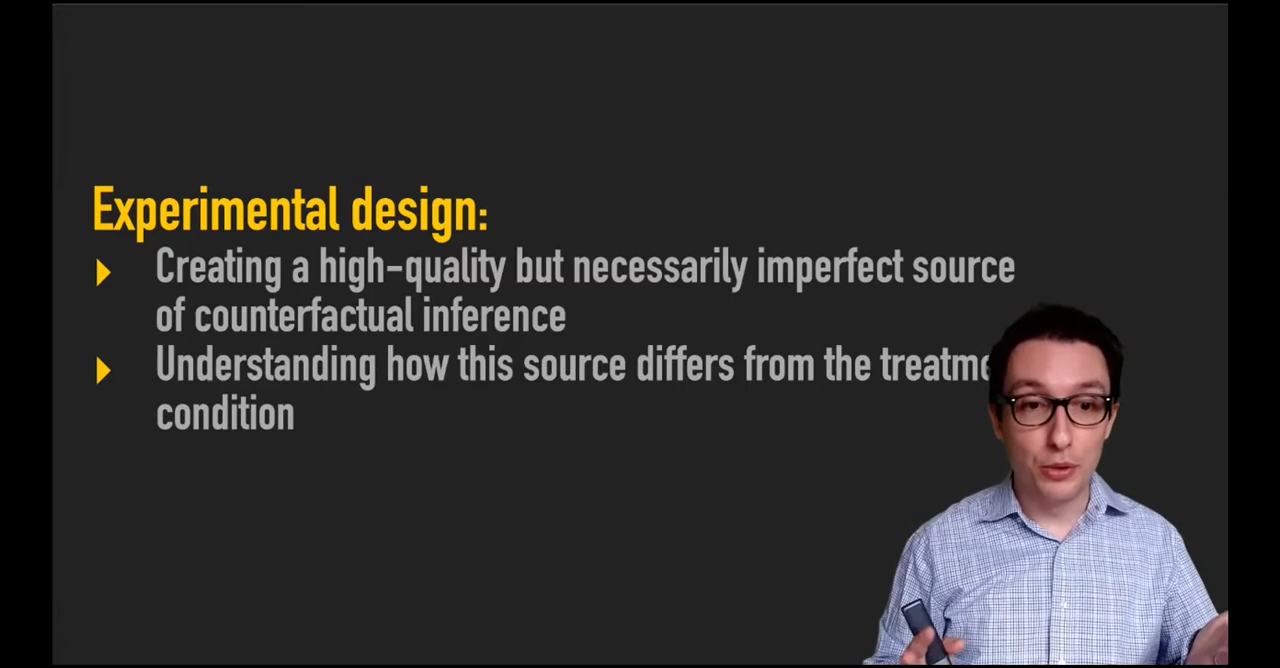 Experimental design:
Creating a high-quality but necessarily imperfect source
of counterfactual inference
Understanding how this source differs from the
condition